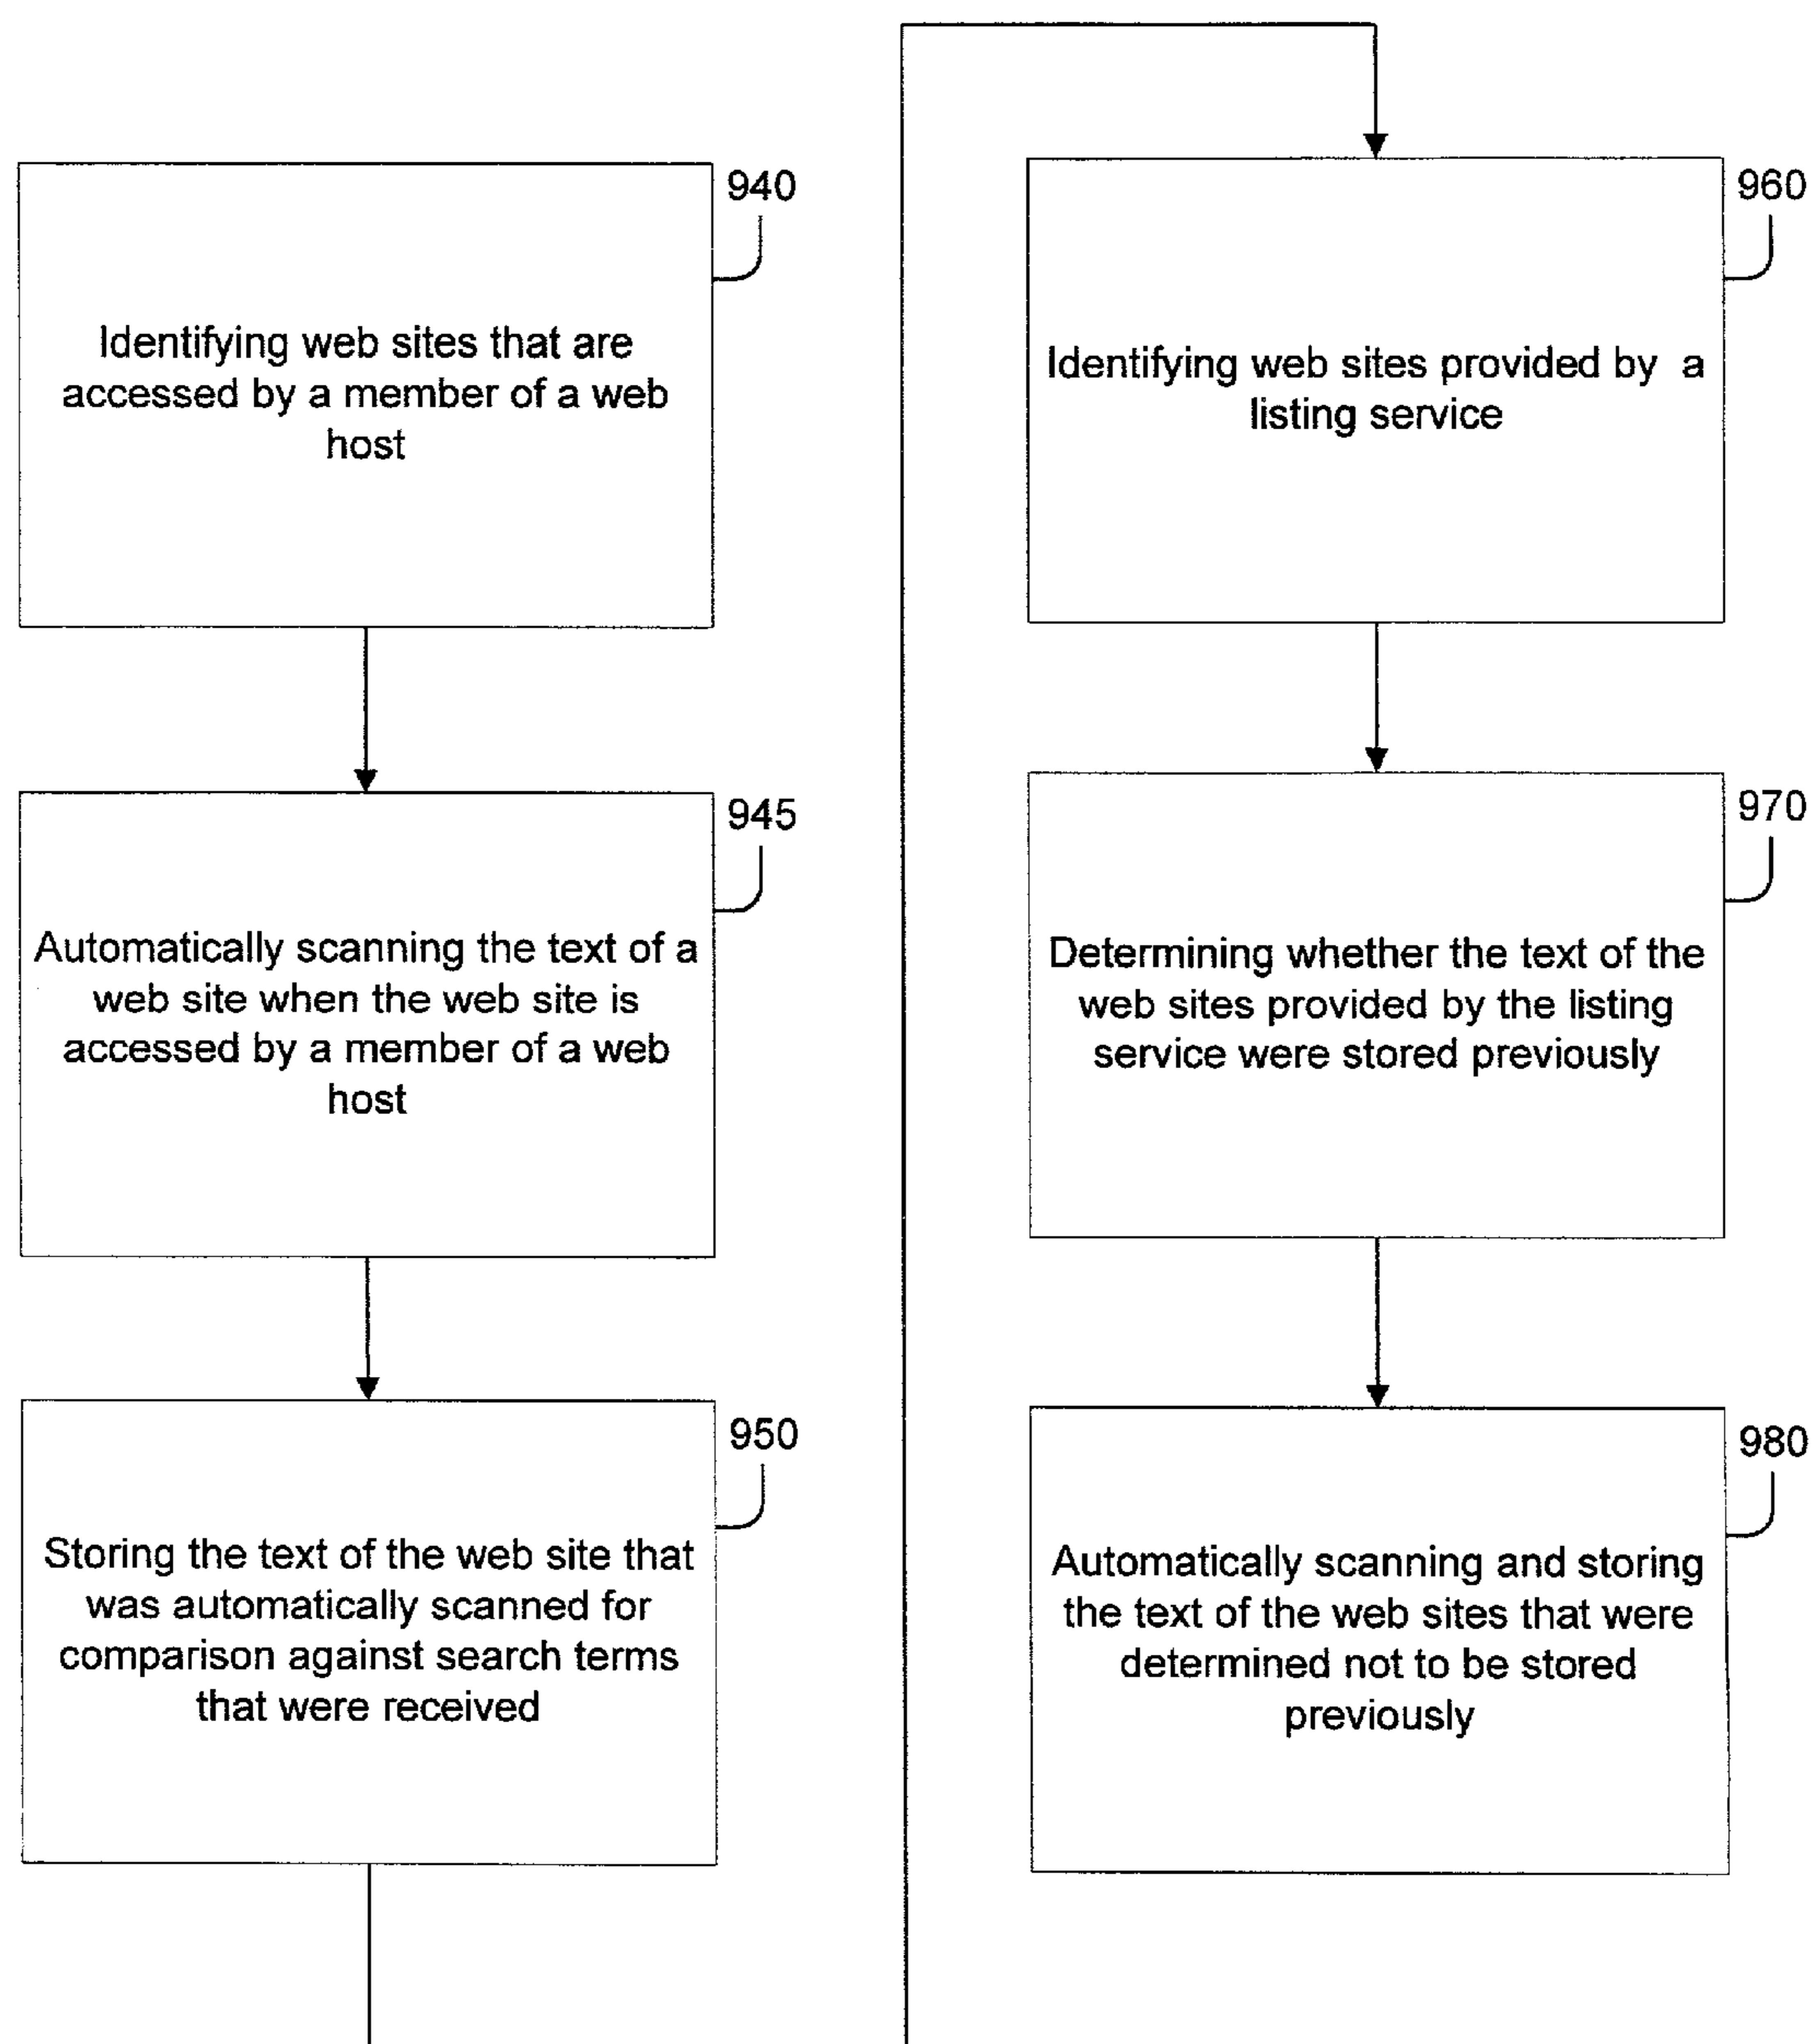 940
Identifying web sites that are
accessed by a member of a web
host
945
Automatically scanning the text of a
web site when the web site is
accessed by a member of a web
host
950
Storing the text of the web site that
was automatically scanned for
comparison against search terms
that were received
960
Identifying web sites provided by a
listing service
970
Determining whether the text of the
web sites provided by the listing
service were stored previously
980
Automatically scanning and storing
the text of the web sites that were
determined not to be stored
previously